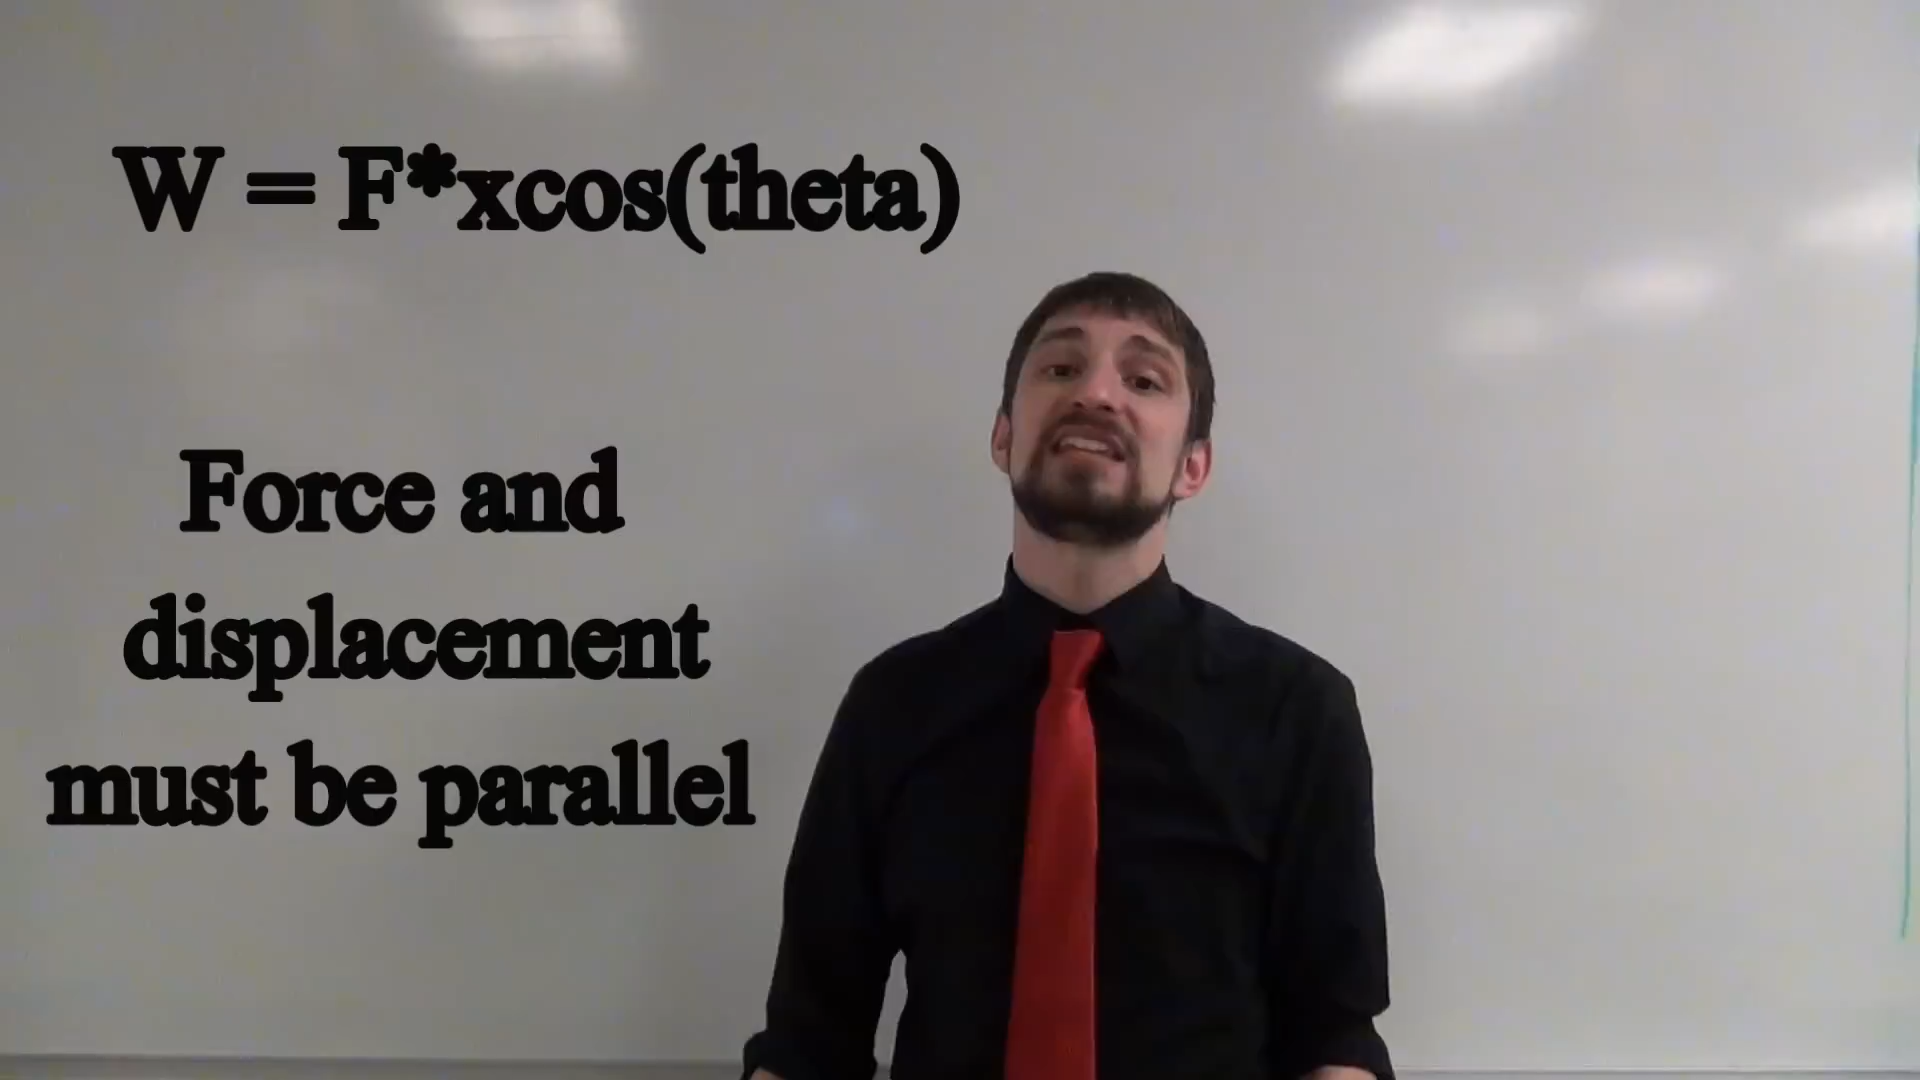 W = F*xcos(theta)
Force and
displacement
must be parallel